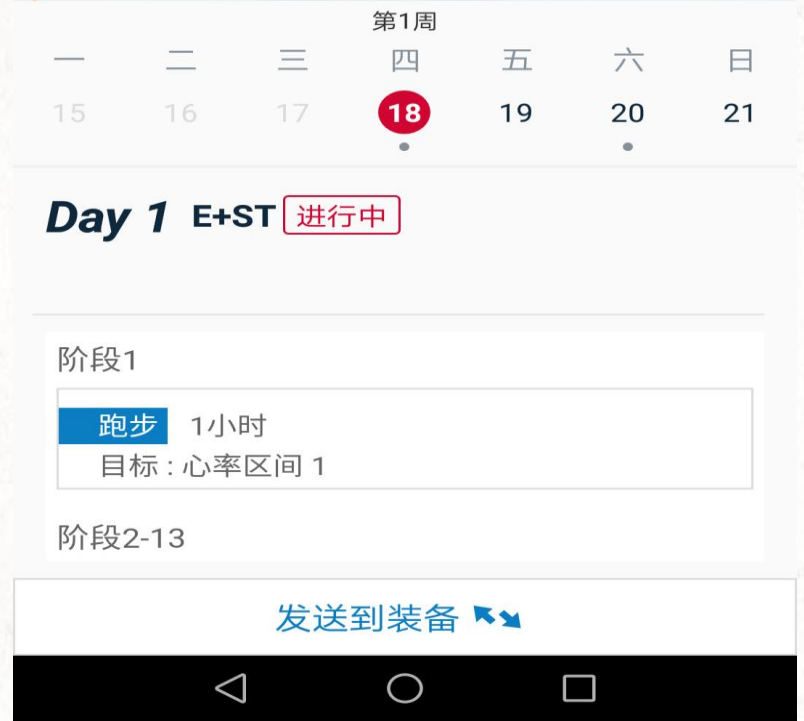 第1周
一 二 三 四 五 六 日
15 16 17 18 19 20 21
Day 1 E+ST 进行中
阶段1
跑步 1小时
目标 : 心率区间 1
阶段2-13
发送到装备